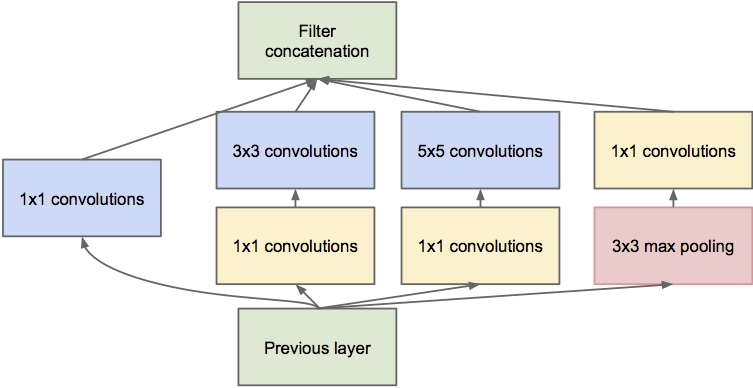 Filter
concatenation
3x3 convolutions
5x5 convolutions
1x1 convolutions
1x1 convolutions
1x1 convolutions
1x1 convolutions
3x3 max pooling
Previous layer